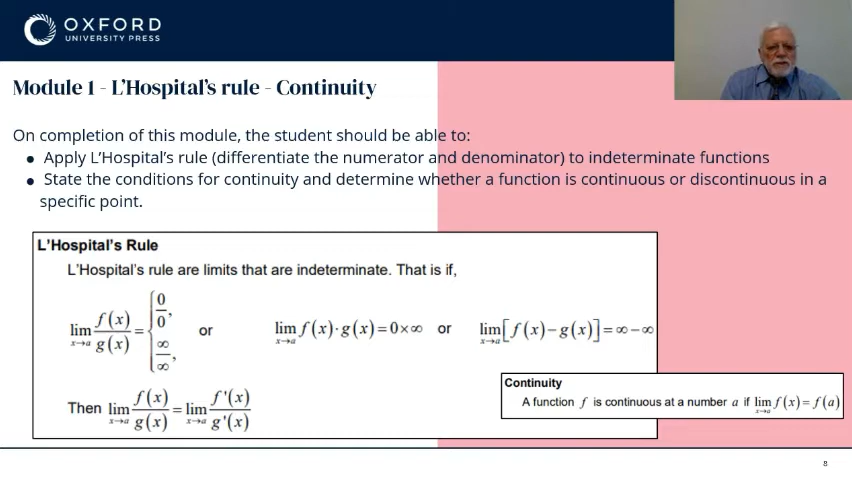 OXFORD
UNIVERSITY PRESS
Module 1 - L’Hospital’s rule - Continuity
On completion of this module, the student should be able to:
● Apply L’Hospital’s rule (differentiate the numerator and denominator) to indeterminate functions
● State the conditions for continuity and determine whether a function is continuous or discontinuous in a
specific point.
L’Hospital’s Rule
L’Hospital’s rule are limits that are indeterminate. That is if,
lim x→a f(x)/g(x) = { 0/0, ∞/∞, or lim x→a f(x)·g(x) = 0×∞ or lim x→a [f(x)−g(x)] = ∞−∞
Then lim x→a f(x)/g(x) = lim x→a f'(x)/g'(x)
Continuity
A function f is continuous at a number a if lim x→a f(x) = f(a)
8